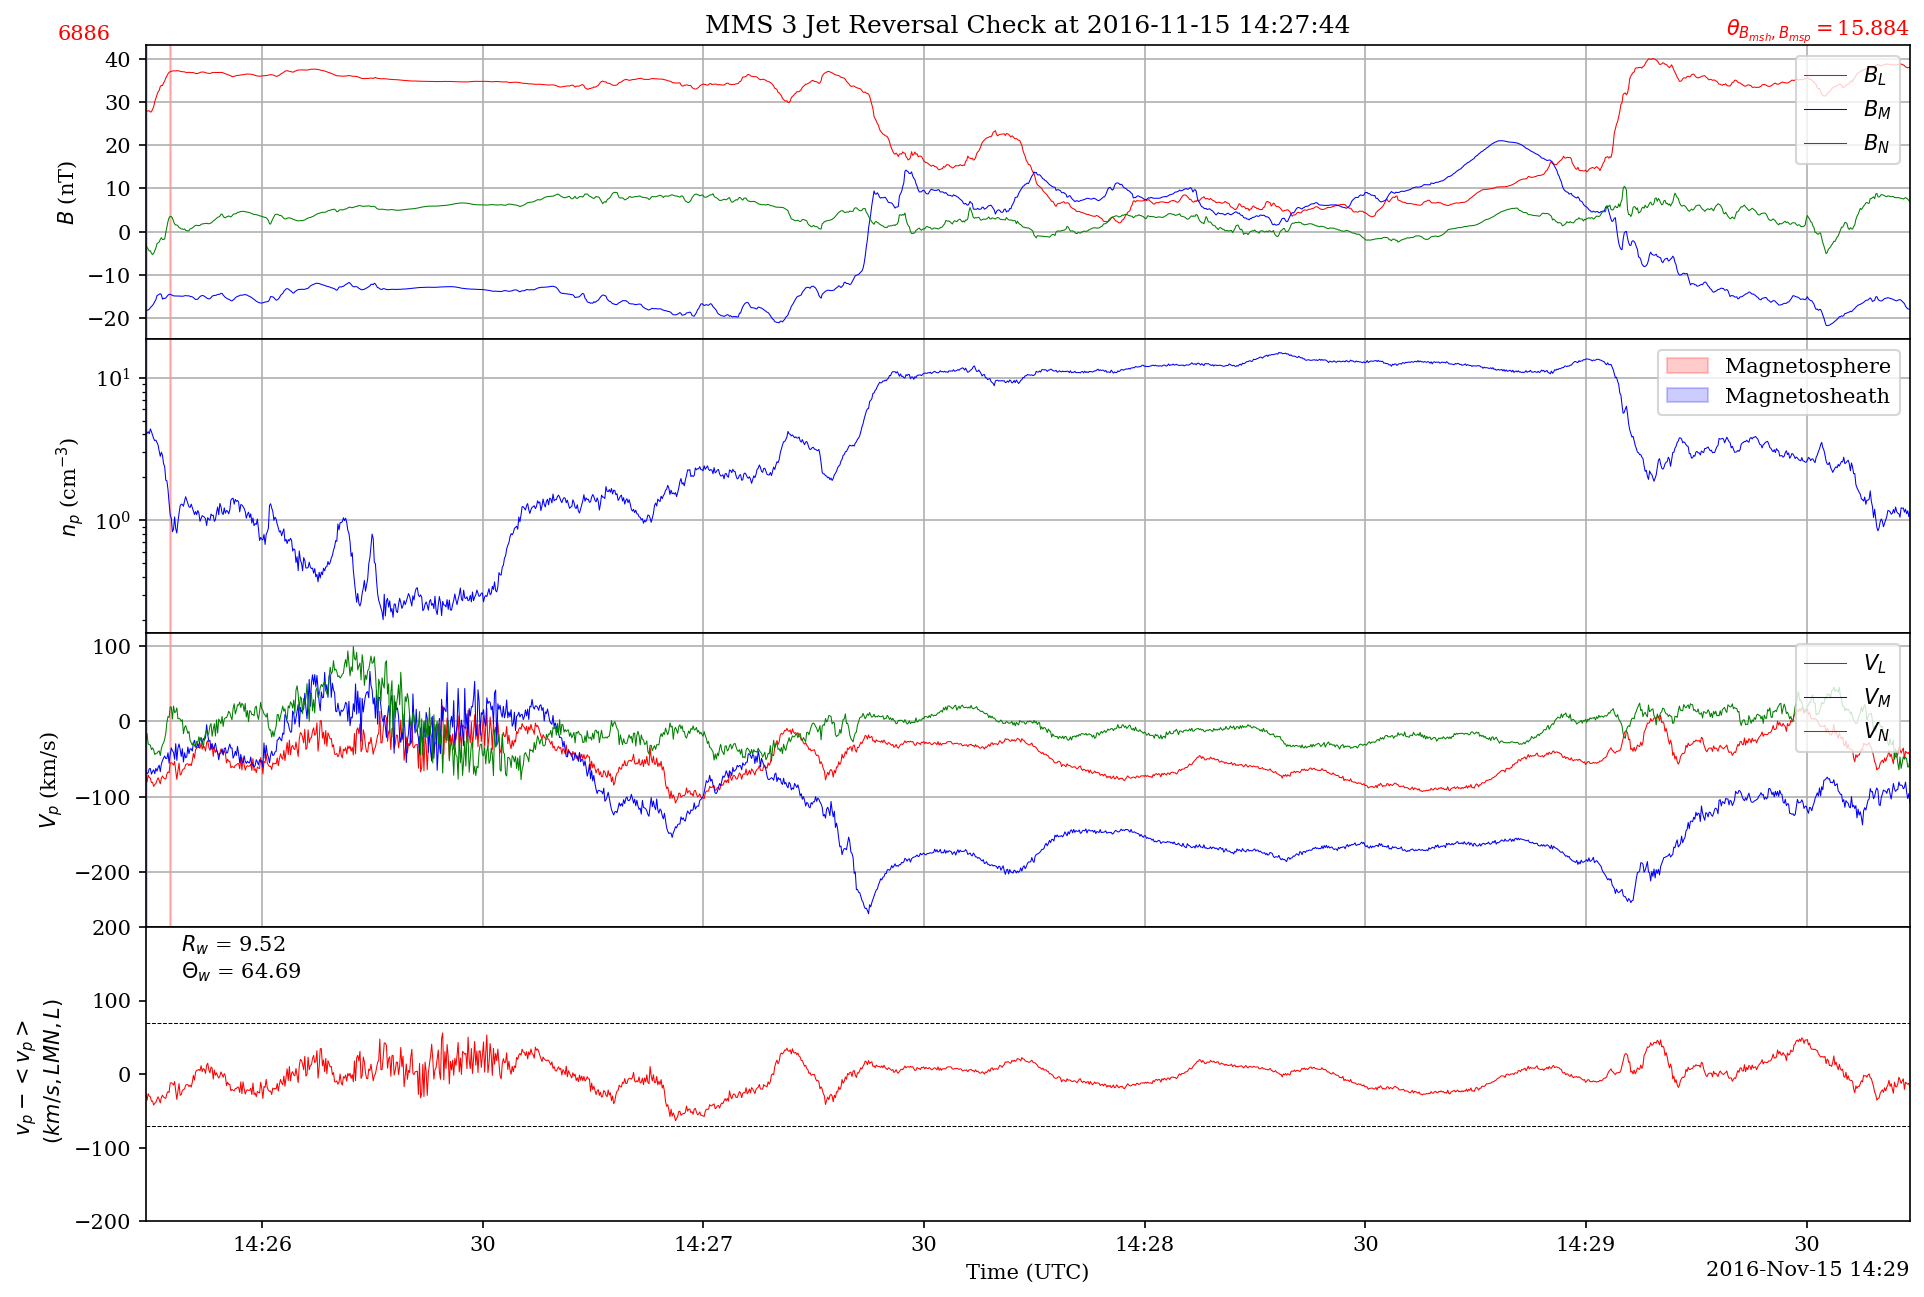 6886
MMS 3 Jet Reversal Check at 2016-11-15 14:27:44
θ_{B_{msh}, B_{msp}} = 15.884
40
30
20
10
0
−10
−20
B (nT)
B_L
B_M
B_N
10^1
10^0
n_p (cm^{−3})
Magnetosphere
Magnetosheath
100
0
−100
−200
V_p (km/s)
V_L
V_M
V_N
200
100
0
−100
−200
v_p − < v_p >
(km/s, LMN, L)
R_w = 9.52
Θ_w = 64.69
14:26
30
14:27
30
14:28
30
14:29
30
Time (UTC)
2016-Nov-15 14:29